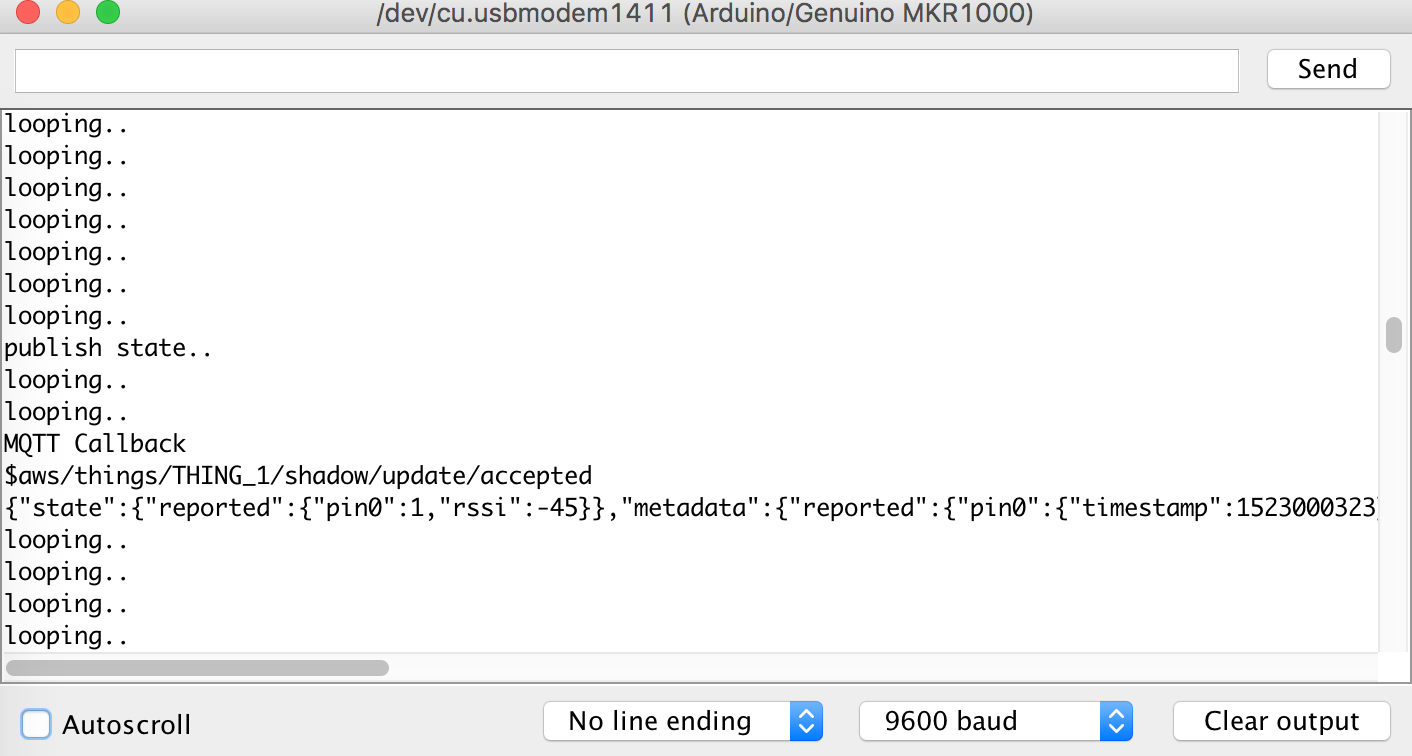 /dev/cu.usbmodem1411 (Arduino/Genuino MKR1000)
Send
looping..
looping..
looping..
looping..
looping..
looping..
looping..
publish state..
looping..
looping..
MQTT Callback
$aws/things/THING_1/shadow/update/accepted
{"state":{"reported":{"pin0":1,"rssi":-45}},"metadata":{"reported":{"pin0":{"timestamp":1523000323}
looping..
looping..
looping..
looping..
Autoscroll
No line ending
9600 baud
Clear output